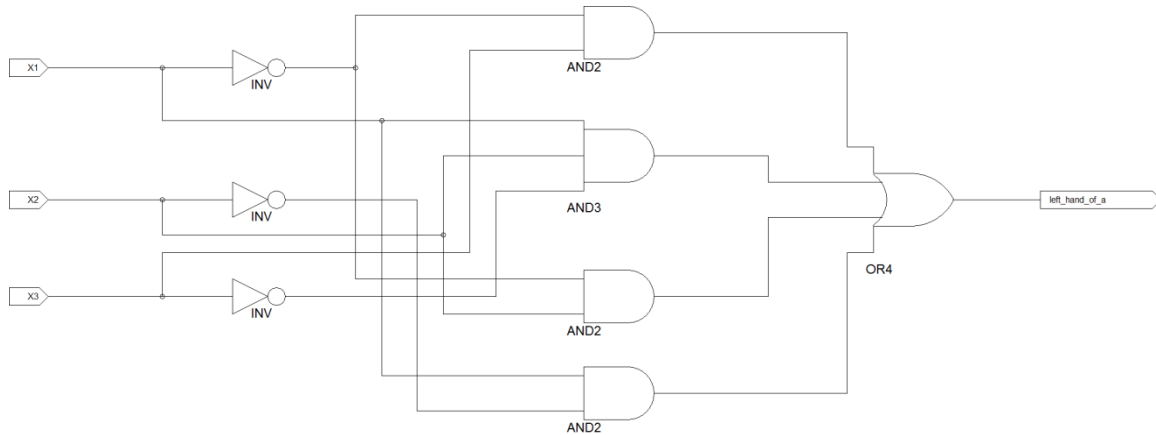 X1
INV
AND2
X2
INV
AND3
left_hand_of_a
OR4
X3
INV
AND2
AND2